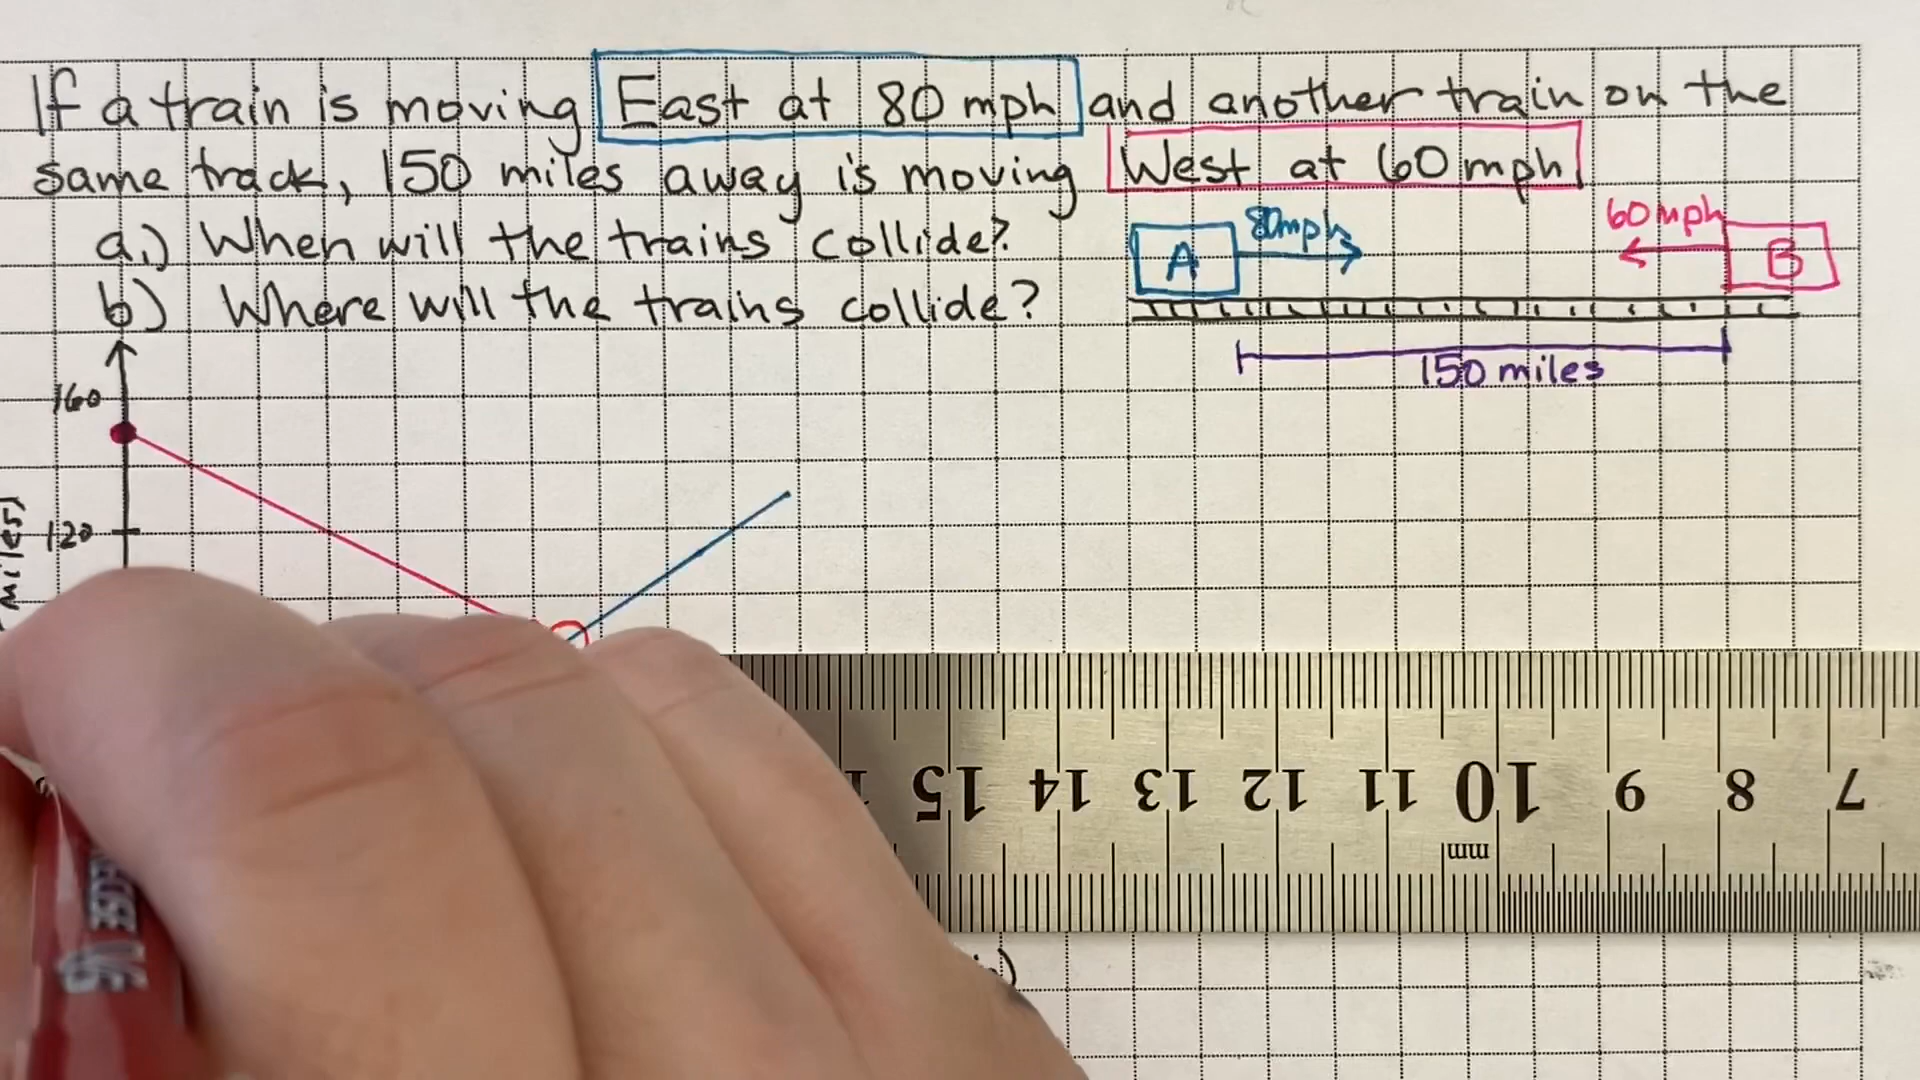 If a train is moving East at 80 mph and another train on the
same track, 150 miles away is moving West at 60 mph
a.) When will the trains collide?
b) Where will the trains collide?
80mph
60mph
A
B
150 miles
160
120
miles)
15 14 13 12 11 10 9 8 7
mm